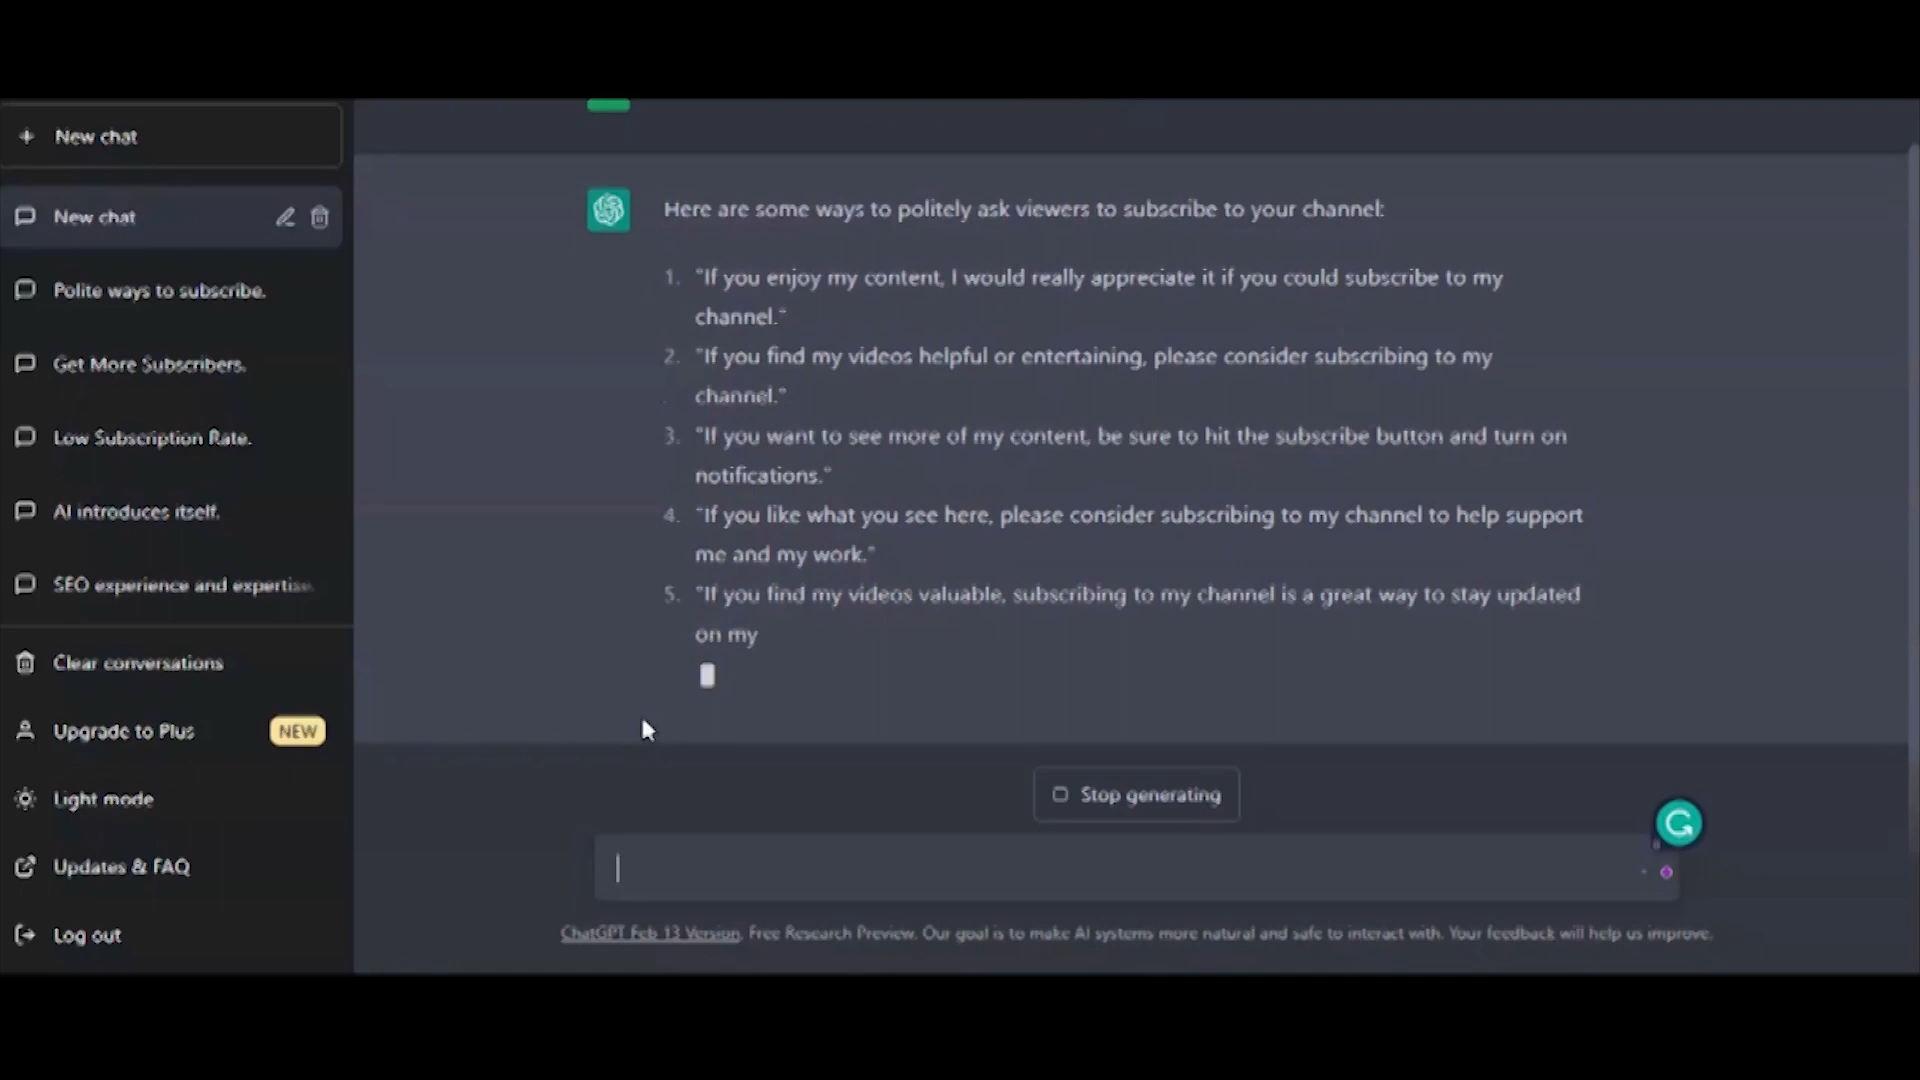 New chat
New chat
Polite ways to subscribe.
Get More Subscribers.
Low Subscription Rate.
AI introduces itself.
SEO experience and expertise.
Clear conversations
Upgrade to Plus NEW
Light mode
Updates & FAQ
Log out
Here are some ways to politely ask viewers to subscribe to your channel:
1. "If you enjoy my content, I would really appreciate it if you could subscribe to my
channel."
2. "If you find my videos helpful or entertaining, please consider subscribing to my
channel."
3. "If you want to see more of my content, be sure to hit the subscribe button and turn on
notifications."
4. "If you like what you see here, please consider subscribing to my channel to help support
me and my work."
5. "If you find my videos valuable, subscribing to my channel is a great way to stay updated
on my
Stop generating
ChatGPT Feb 13 Version. Free Research Preview. Our goal is to make AI systems more natural and safe to interact with. Your feedback will help us improve.